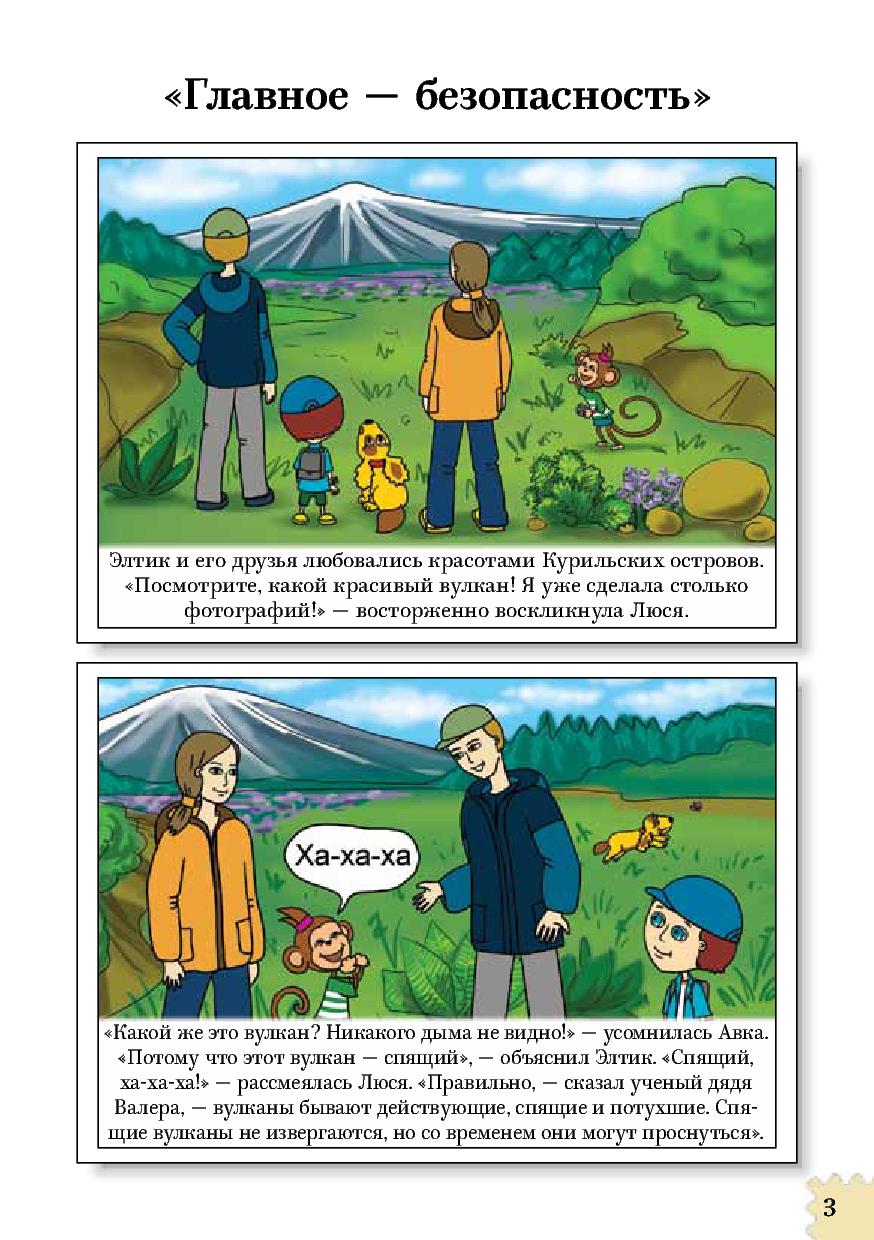 «Главное — безопасность»
Элтик и его друзья любовались красотами Курильских островов.
«Посмотрите, какой красивый вулкан! Я уже сделала столько
фотографий!» — восторженно воскликнула Люся.
Ха-ха-ха
«Какой же это вулкан? Никакого дыма не видно!» — усомнилась Авка.
«Потому что этот вулкан — спящий», — объяснил Элтик. «Спящий,
ха-ха-ха!» — рассмеялась Люся. «Правильно, — сказал ученый дядя
Валера, — вулканы бывают действующие, спящие и потухшие. Спя-
щие вулканы не извергаются, но со временем они могут проснуться».
3